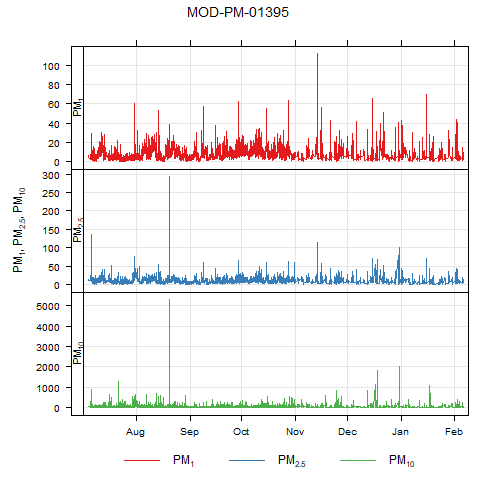 MOD-PM-01395
PM1, PM2.5, PM10
PM1
100
80
60
40
20
0
PM2.5
300
250
200
150
100
50
0
PM10
5000
4000
3000
2000
1000
0
Aug Sep Oct Nov Dec Jan Feb
PM1 PM2.5 PM10